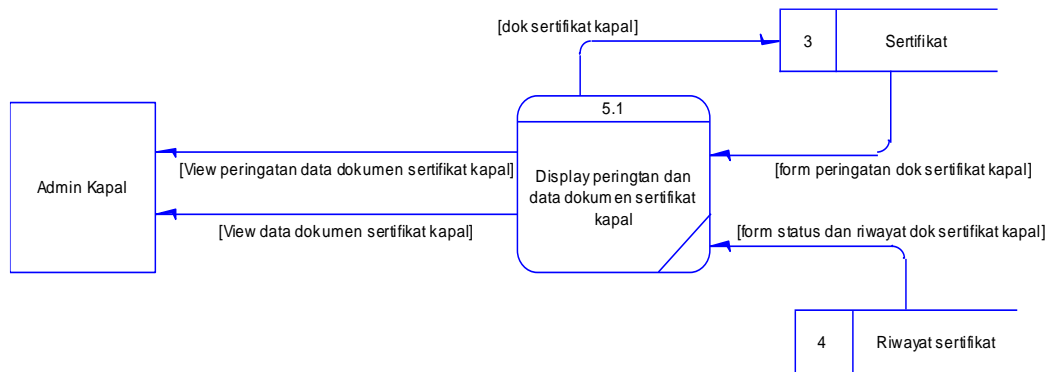 [dok sertifikat kapal]
3
Sertifikat
5.1
[View peringatan data dokumen sertifikat kapal]
[form peringatan dok sertifikat kapal]
Admin Kapal
Display peringtan dan
data dokumen sertifikat
kapal
[View data dokumen sertifikat kapal]
[form status dan riwayat dok sertifikat kapal]
4
Riwayat sertifikat